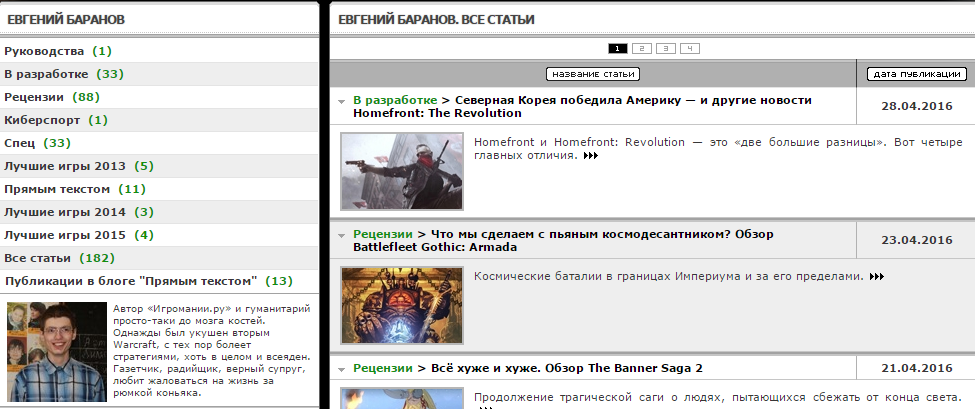 ЕВГЕНИЙ БАРАНОВ
Руководства (1)
В разработке (33)
Рецензии (88)
Киберспорт (1)
Спец (33)
Лучшие игры 2013 (5)
Прямым текстом (11)
Лучшие игры 2014 (3)
Лучшие игры 2015 (4)
Все статьи (182)
Публикации в блоге "Прямым текстом" (13)
Автор «Игромании.ру» и гуманитарий
просто-таки до мозга костей.
Однажды был укушен вторым
Warcraft, с тех пор болеет
стратегиями, хоть в целом и всеяден.
Газетчик, радийщик, верный супруг,
любит жаловаться на жизнь за
рюмкой коньяка.
ЕВГЕНИЙ БАРАНОВ. ВСЕ СТАТЬИ
1 2 3 4
название статьи
дата публикации
В разработке > Северная Корея победила Америку — и другие новости
Homefront: The Revolution
28.04.2016
Homefront и Homefront: Revolution — это «две большие разницы». Вот четыре
главных отличия.
Рецензии > Что мы сделаем с пьяным космодесантником? Обзор
Battlefleet Gothic: Armada
23.04.2016
Космические баталии в границах Империума и за его пределами.
Рецензии > Всё хуже и хуже. Обзор The Banner Saga 2
21.04.2016
Продолжение трагической саги о людях, пытающихся сбежать от конца света.